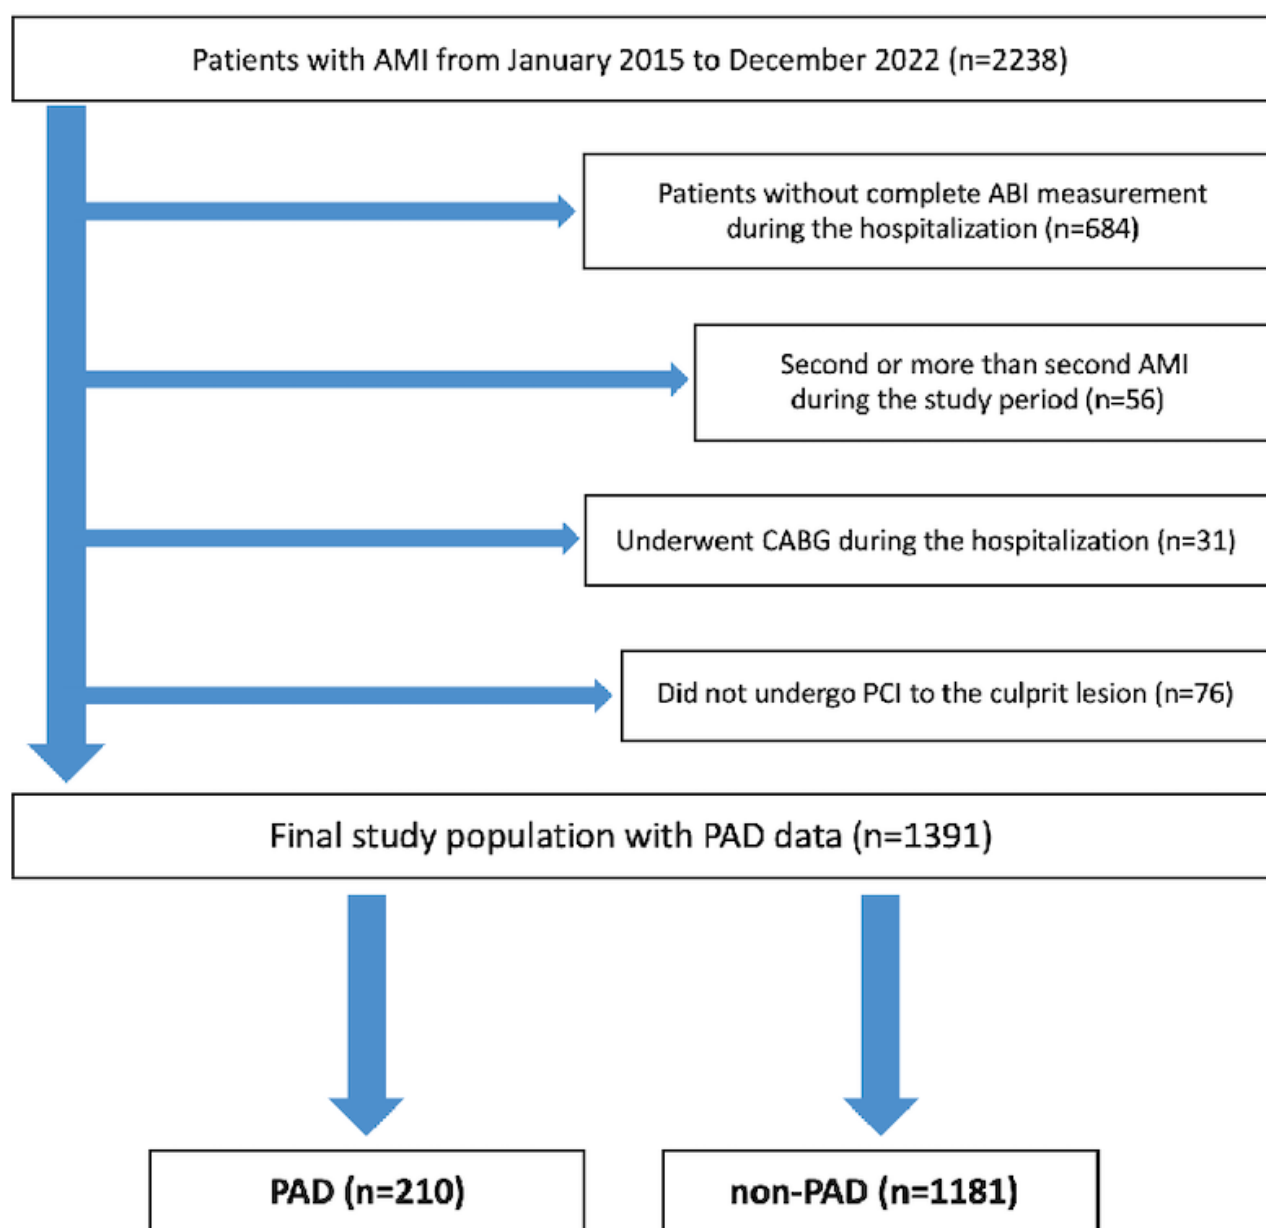 Patients with AMI from January 2015 to December 2022 (n=2238)
Patients without complete ABI measurement
during the hospitalization (n=684)
Second or more than second AMI
during the study period (n=56)
Underwent CABG during the hospitalization (n=31)
Did not undergo PCI to the culprit lesion (n=76)
Final study population with PAD data (n=1391)
PAD (n=210)
non-PAD (n=1181)